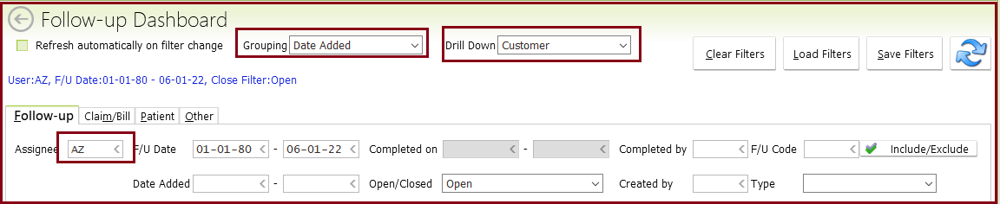 Follow-up Dashboard
Refresh automatically on filter change Grouping Date Added Drill Down Customer
Clear Filters Load Filters Save Filters
User:AZ, F/U Date:01-01-80 - 06-01-22, Close Filter:Open
Follow-up Claim/Bill Patient Other
Assignee AZ F/U Date 01-01-80 - 06-01-22 Completed on - Completed by F/U Code Include/Exclude
Date Added - Open/Closed Open Created by Type